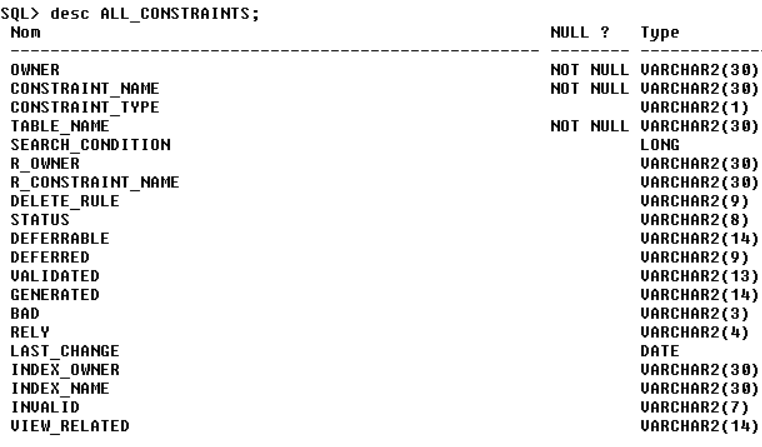 SQL> desc ALL_CONSTRAINTS;
Nom NULL ? Type
----------------------------------------------------- -------- ------------
OWNER NOT NULL VARCHAR2(30)
CONSTRAINT_NAME NOT NULL VARCHAR2(30)
CONSTRAINT_TYPE VARCHAR2(1)
TABLE_NAME NOT NULL VARCHAR2(30)
SEARCH_CONDITION LONG
R_OWNER VARCHAR2(30)
R_CONSTRAINT_NAME VARCHAR2(30)
DELETE_RULE VARCHAR2(9)
STATUS VARCHAR2(8)
DEFERRABLE VARCHAR2(14)
DEFERRED VARCHAR2(9)
VALIDATED VARCHAR2(13)
GENERATED VARCHAR2(14)
BAD VARCHAR2(3)
RELY VARCHAR2(4)
LAST_CHANGE DATE
INDEX_OWNER VARCHAR2(30)
INDEX_NAME VARCHAR2(30)
INVALID VARCHAR2(7)
VIEW_RELATED VARCHAR2(14)